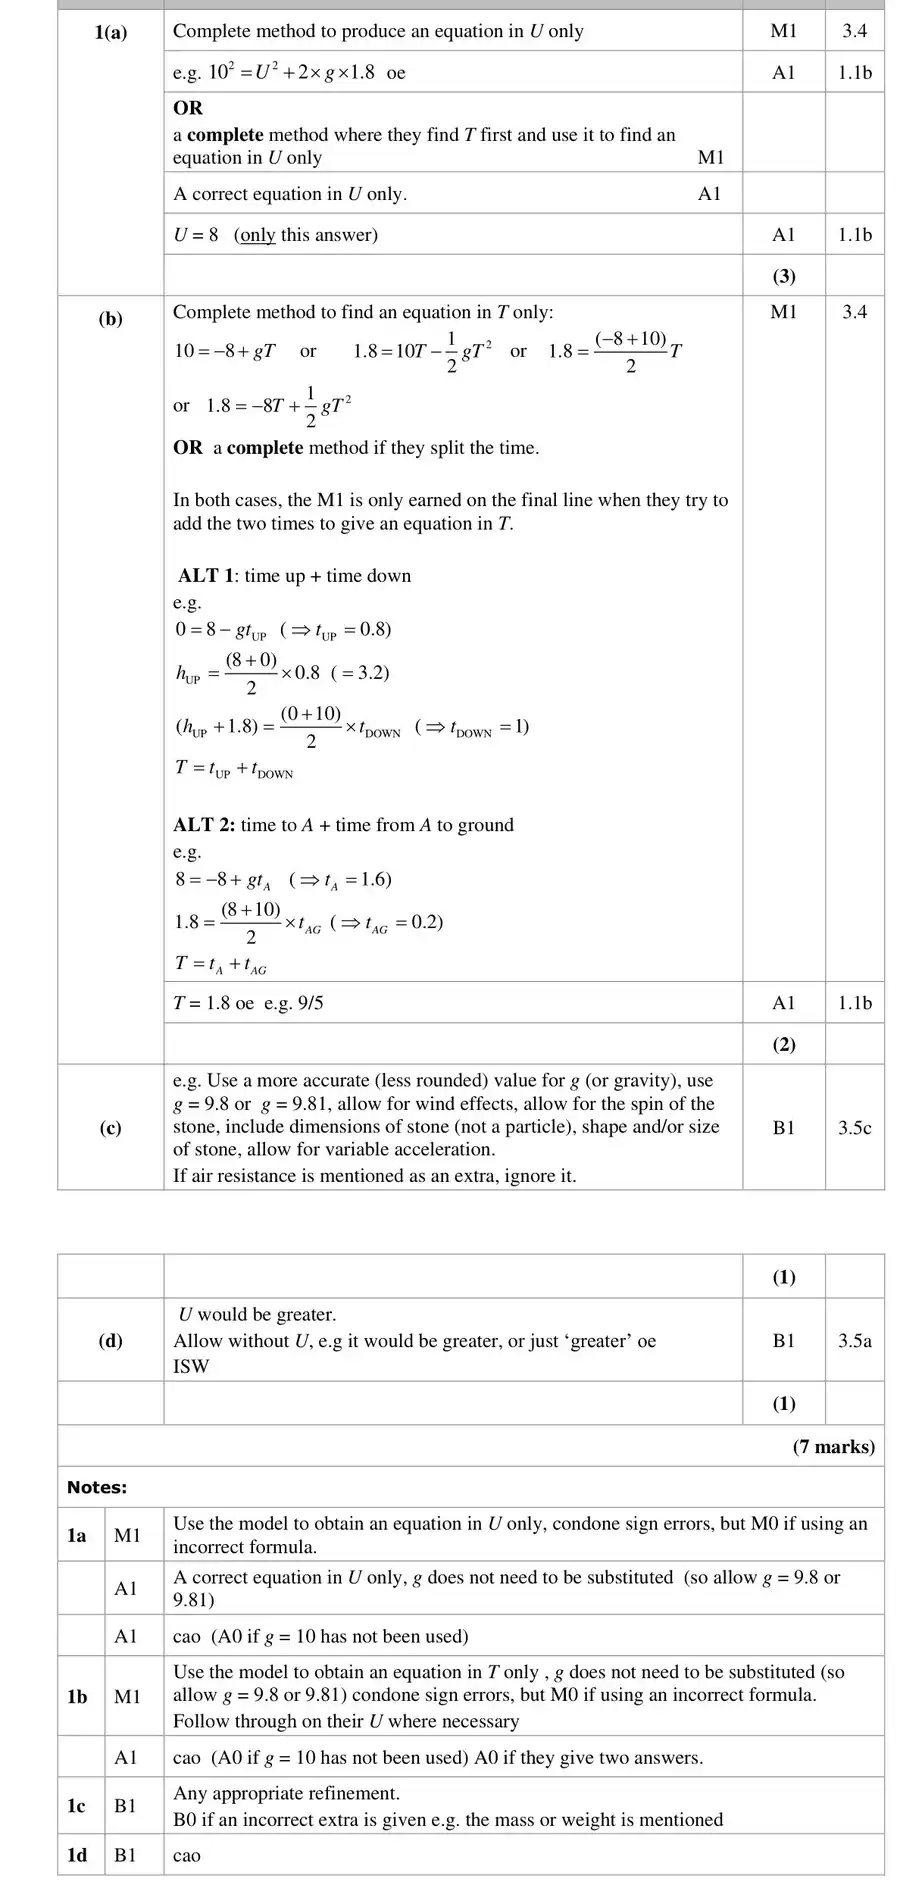 1(a) Complete method to produce an equation in U only M1 3.4
e.g. 10² = U² + 2 × g × 1.8 oe A1 1.1b
OR
a complete method where they find T first and use it to find an
equation in U only M1
A correct equation in U only. A1
U = 8 (only this answer) A1 1.1b
(3)
(b) Complete method to find an equation in T only: M1 3.4
10 = −8 + gT or 1.8 = 10T − 1/2 gT² or 1.8 = (−8 + 10)/2 T
or 1.8 = −8T + 1/2 gT²
OR a complete method if they split the time.
In both cases, the M1 is only earned on the final line when they try to
add the two times to give an equation in T.
ALT 1: time up + time down
e.g.
0 = 8 − gt_UP (⇒ t_UP = 0.8)
h_UP = (8 + 0)/2 × 0.8 ( = 3.2)
(h_UP + 1.8) = (0 + 10)/2 × t_DOWN (⇒ t_DOWN = 1)
T = t_UP + t_DOWN
ALT 2: time to A + time from A to ground
e.g.
8 = −8 + gt_A (⇒ t_A = 1.6)
1.8 = (8 + 10)/2 × t_AG (⇒ t_AG = 0.2)
T = t_A + t_AG
T = 1.8 oe e.g. 9/5 A1 1.1b
(2)
e.g. Use a more accurate (less rounded) value for g (or gravity), use
g = 9.8 or g = 9.81, allow for wind effects, allow for the spin of the
(c) stone, include dimensions of stone (not a particle), shape and/or size B1 3.5c
of stone, allow for variable acceleration.
If air resistance is mentioned as an extra, ignore it.
(1)
U would be greater.
(d) Allow without U, e.g it would be greater, or just ‘greater’ oe B1 3.5a
ISW
(1)
(7 marks)
Notes:
1a M1 Use the model to obtain an equation in U only, condone sign errors, but M0 if using an
incorrect formula.
A1 A correct equation in U only, g does not need to be substituted (so allow g = 9.8 or
9.81)
A1 cao (A0 if g = 10 has not been used)
Use the model to obtain an equation in T only , g does not need to be substituted (so
1b M1 allow g = 9.8 or 9.81) condone sign errors, but M0 if using an incorrect formula.
Follow through on their U where necessary
A1 cao (A0 if g = 10 has not been used) A0 if they give two answers.
1c B1 Any appropriate refinement.
B0 if an incorrect extra is given e.g. the mass or weight is mentioned
1d B1 cao